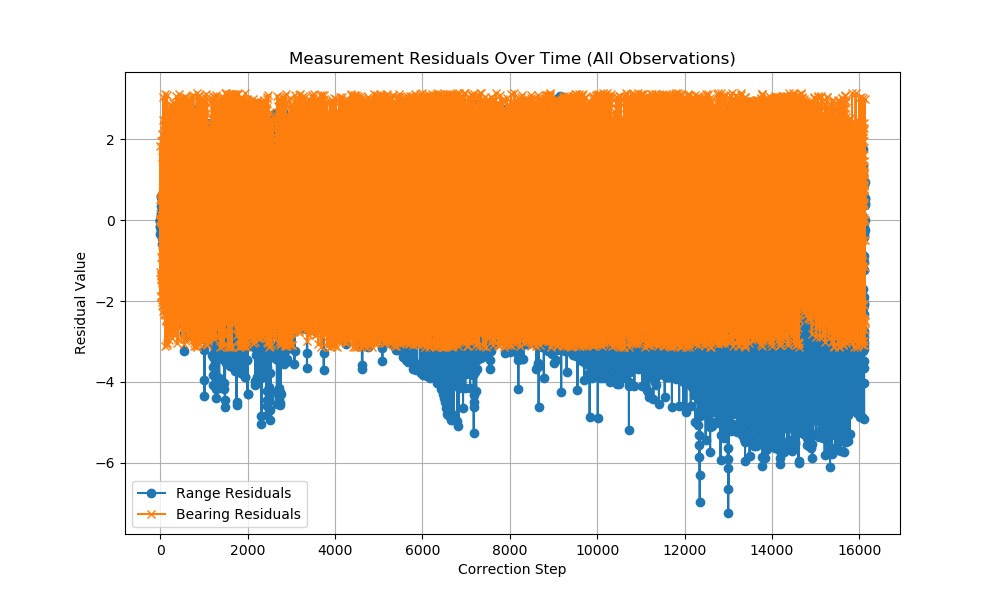 Measurement Residuals Over Time (All Observations)
Residual Value
2
0
−2
−4
−6
Range Residuals
Bearing Residuals
0 2000 4000 6000 8000 10000 12000 14000 16000
Correction Step